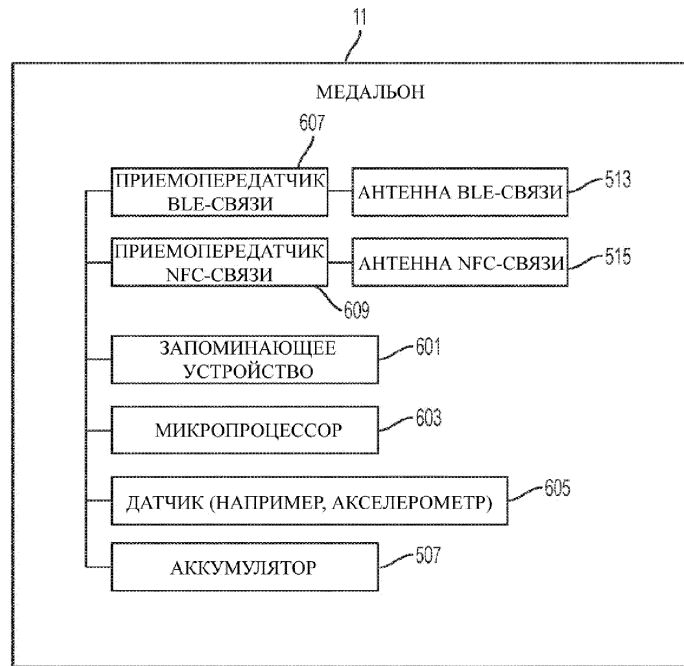 11
МЕДАЛЬОН
607
ПРИЕМОПЕРЕДАТЧИК
BLE-СВЯЗИ
АНТЕННА BLE-СВЯЗИ
513
ПРИЕМОПЕРЕДАТЧИК
NFC-СВЯЗИ
АНТЕННА NFC-СВЯЗИ
515
609
ЗАПОМИНАЮЩЕЕ
УСТРОЙСТВО
601
МИКРОПРОЦЕССОР
603
ДАТЧИК (НАПРИМЕР, АКСЕЛЕРОМЕТР)
605
АККУМУЛЯТОР
507